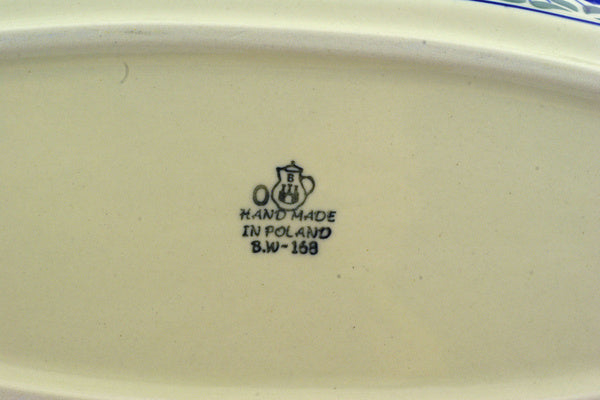 B
HAND MADE
IN POLAND
B.W-168